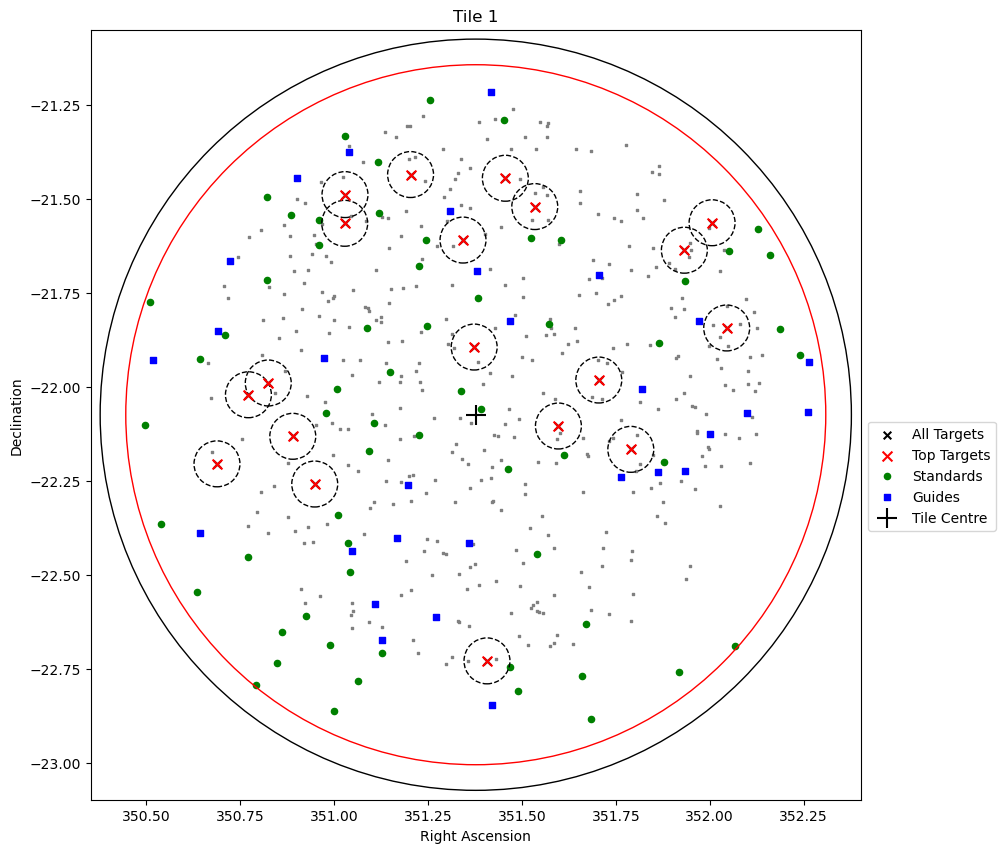 Tile 1
Declination
−21.25
−21.50
−21.75
−22.00
−22.25
−22.50
−22.75
−23.00
350.50 350.75 351.00 351.25 351.50 351.75 352.00 352.25
Right Ascension
All Targets
Top Targets
Standards
Guides
Tile Centre